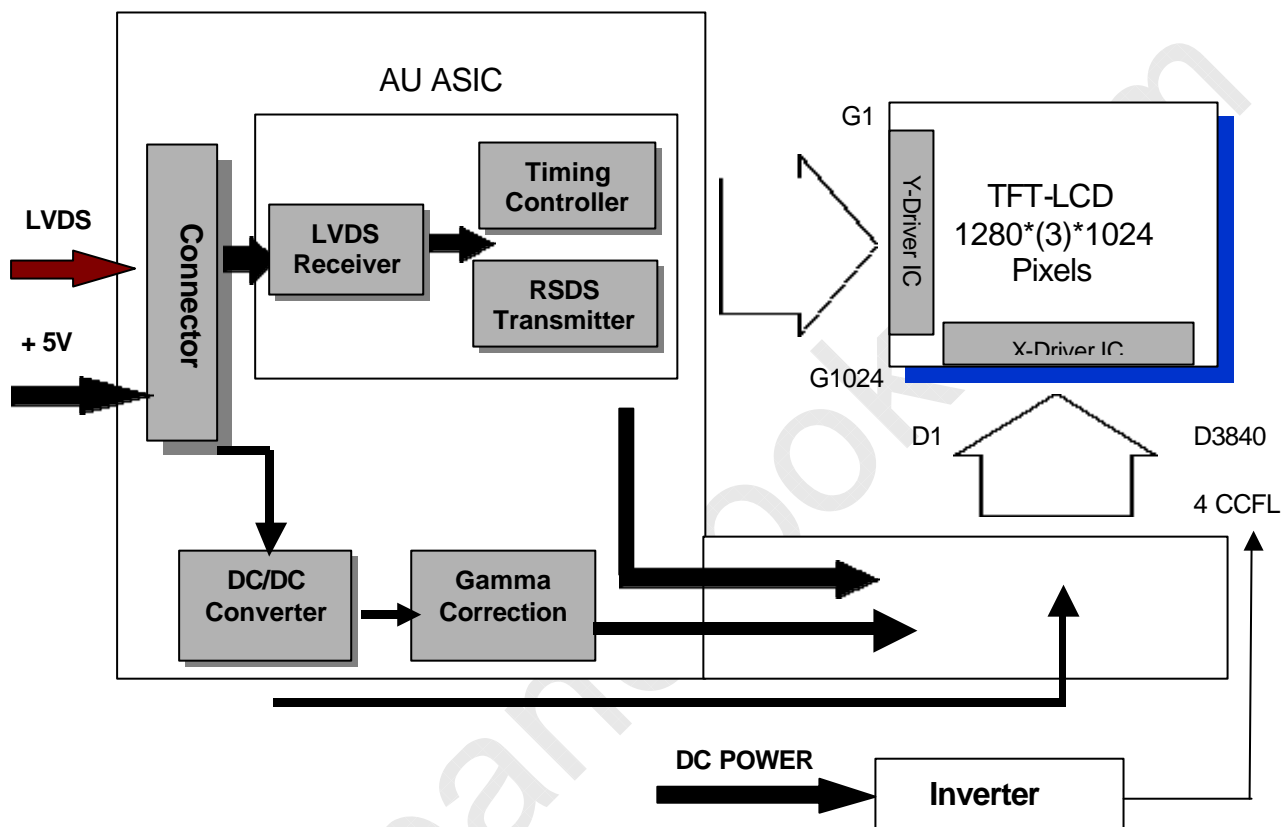 AU ASIC
G1
Timing
Controller
Y-Driver IC
TFT-LCD
1280*(3)*1024
Pixels
LVDS
Connector
LVDS
Receiver
RSDS
Transmitter
+ 5V
X-Driver IC
G1024
D1
D3840
4 CCFL
DC/DC
Converter
Gamma
Correction
DC POWER
Inverter